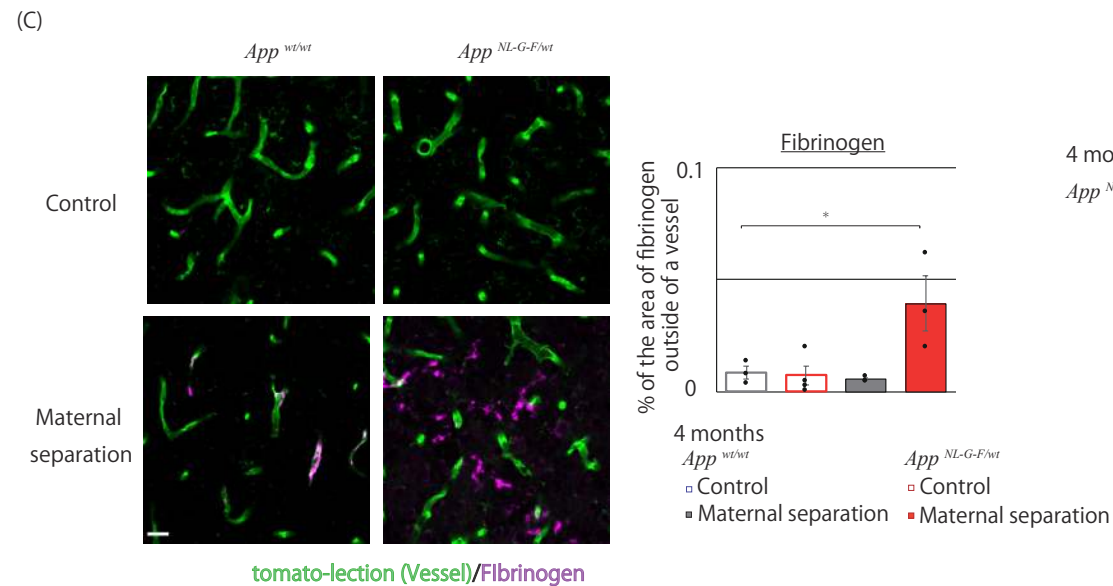 (C)
App wt/wt
App NL-G-F/wt
Control
Maternal
separation
tomato-lection (Vessel)/FIbrinogen
Fibrinogen
% of the area of fibrinogen
outside of a vessel
0.1
0
*
4 months
App wt/wt
App NL-G-F/wt
Control
Control
Maternal separation
Maternal separation
4 mo
App N